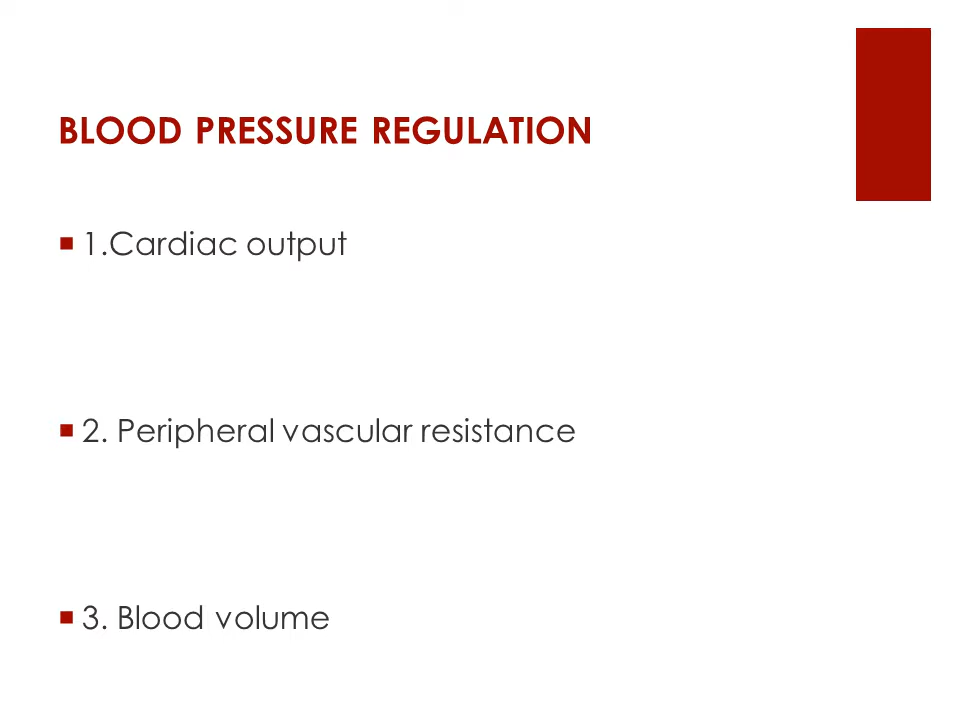 BLOOD PRESSURE REGULATION
1.Cardiac output
2. Peripheral vascular resistance
3. Blood volume